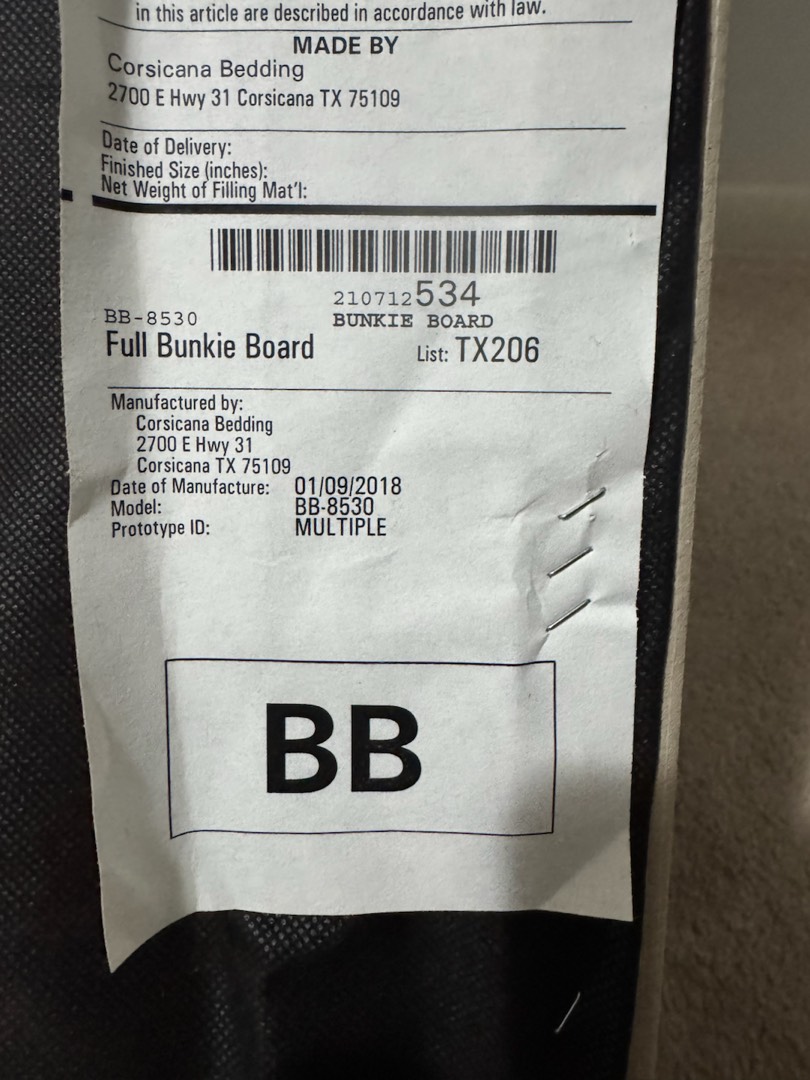 in this article are described in accordance with law.
MADE BY
Corsicana Bedding
2700 E Hwy 31 Corsicana TX 75109
Date of Delivery:
Finished Size (inches):
Net Weight of Filling Mat'l:
210712534
BB-8530 BUNKIE BOARD
Full Bunkie Board List: TX206
Manufactured by:
Corsicana Bedding
2700 E Hwy 31
Corsicana TX 75109
Date of Manufacture: 01/09/2018
Model: BB-8530
Prototype ID: MULTIPLE
BB